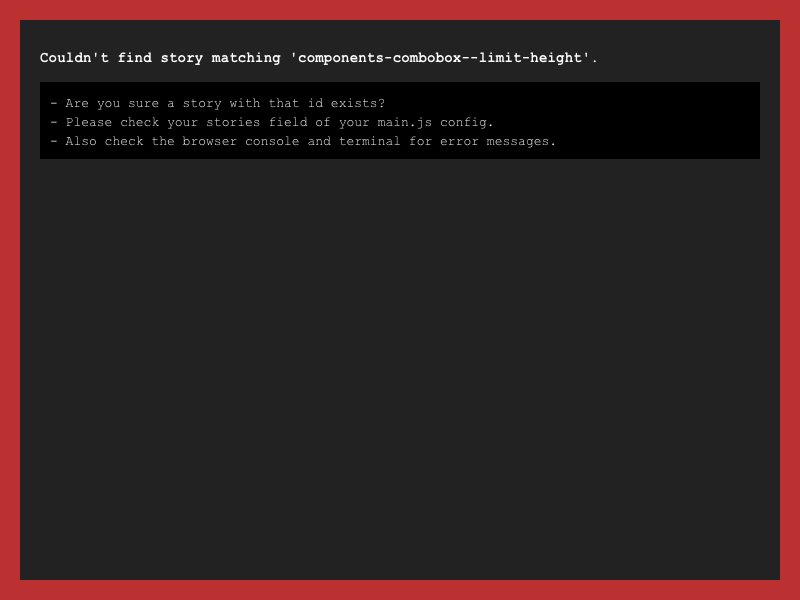 Couldn't find story matching 'components-combobox--limit-height'.
- Are you sure a story with that id exists?
- Please check your stories field of your main.js config.
- Also check the browser console and terminal for error messages.